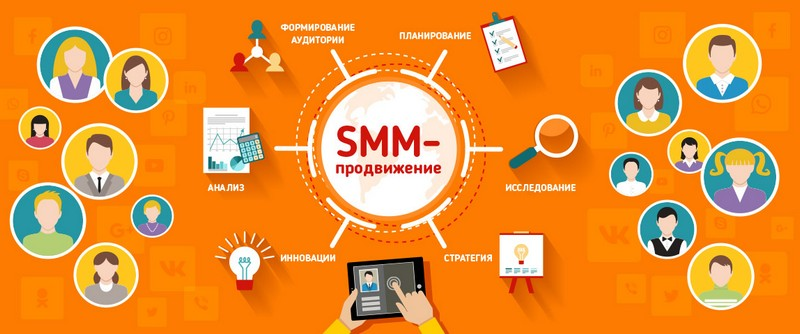 ФОРМИРОВАНИЕ
АУДИТОРИИ
ПЛАНИРОВАНИЕ
SMM-
продвижение
АНАЛИЗ
ИССЛЕДОВАНИЕ
ИННОВАЦИИ
СТРАТЕГИЯ